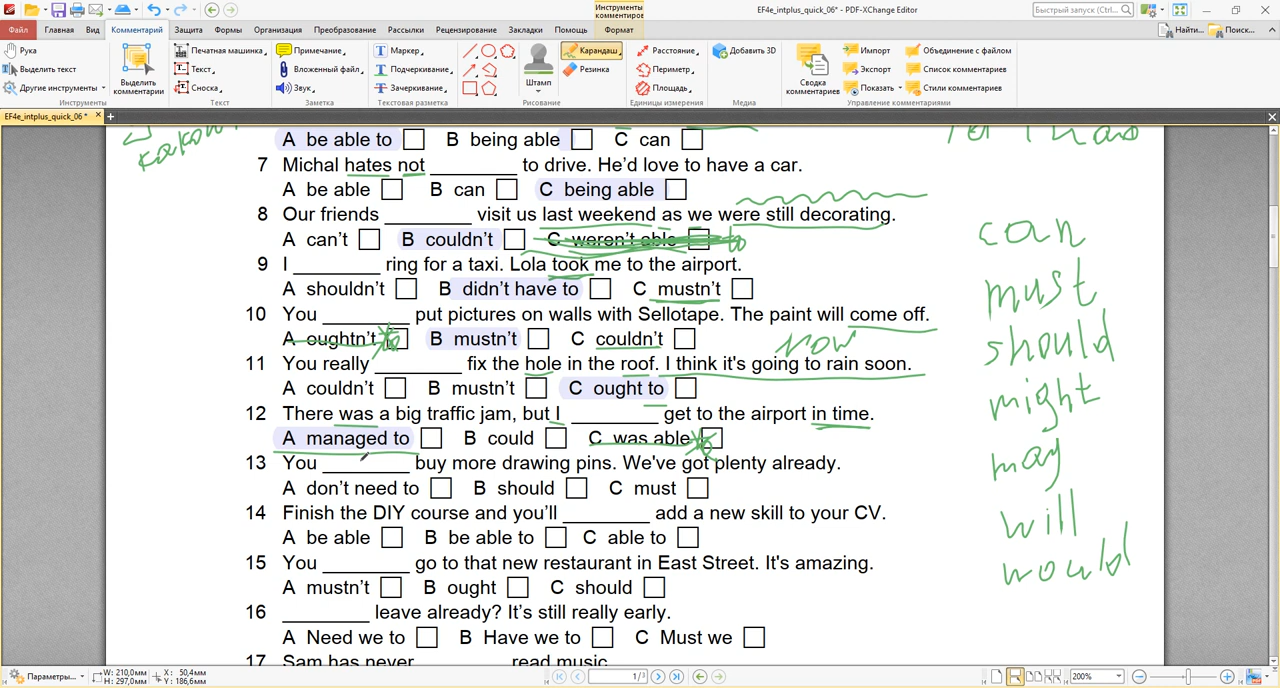 Инструменты комментирова
EF4e_intplus_quick_06* - PDF-XChange Editor
Быстрый запуск (Ctrl...
Файл Главная Вид Комментарий Защита Формы Организация Преобразование Рассылки Рецензирование Закладки Помощь Формат Найти... Поиск...
Рука
Выделить текст
Другие инструменты
Инструменты
Выделить комментарии
Печатная машинка
Текст
Сноска
Текст
Примечание
Вложенный файл
Звук
Заметка
Маркер
Подчеркивание
Зачеркивание
Текстовая разметка
Штамп
Карандаш
Резинка
Рисование
Расстояние
Периметр
Площадь
Единицы измерения
Добавить 3D
Медиа
Сводка комментариев
Импорт
Экспорт
Показать
Объединение с файлом
Список комментариев
Стили комментариев
Управление комментариями
EF4e_intplus_quick_06 *
A be able to B being able C can
7 Michal hates not ________ to drive. He’d love to have a car.
A be able B can C being able
8 Our friends ________ visit us last weekend as we were still decorating.
A can’t B couldn’t C weren’t able to
9 I ________ ring for a taxi. Lola took me to the airport.
A shouldn’t B didn’t have to C mustn’t
10 You ________ put pictures on walls with Sellotape. The paint will come off.
A oughtn’t to B mustn’t C couldn’t
now
11 You really ________ fix the hole in the roof. I think it's going to rain soon.
A couldn’t B mustn’t C ought to
12 There was a big traffic jam, but I ________ get to the airport in time.
A managed to B could C was able
13 You ________ buy more drawing pins. We've got plenty already.
A don’t need to B should C must
14 Finish the DIY course and you’ll ________ add a new skill to your CV.
A be able B be able to C able to
15 You ________ go to that new restaurant in East Street. It's amazing.
A mustn’t B ought C should
16 ________ leave already? It’s still really early.
A Need we to B Have we to C Must we
17 Sam has never ________ read music.
can
must
should
might
may
will
would
Параметры...
W: 210,0мм
H: 297,0мм
X: 50,4мм
Y: 186,6мм
200%